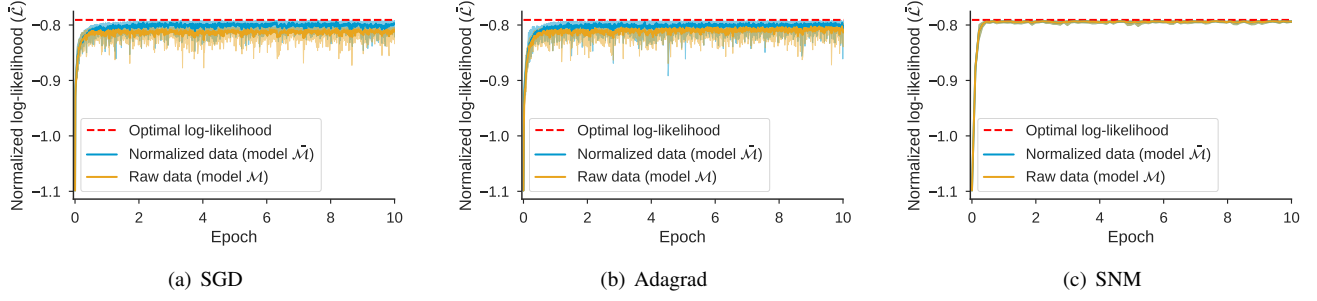 Normalized log-likelihood (ℒ̄)
−0.8
−0.9
−1.0
−1.1
Optimal log-likelihood
Normalized data (model ℳ̄)
Raw data (model ℳ)
0 2 4 6 8 10
Epoch
(a) SGD
Normalized log-likelihood (ℒ̄)
−0.8
−0.9
−1.0
−1.1
Optimal log-likelihood
Normalized data (model ℳ̄)
Raw data (model ℳ)
0 2 4 6 8 10
Epoch
(b) Adagrad
Normalized log-likelihood (ℒ̄)
−0.8
−0.9
−1.0
−1.1
Optimal log-likelihood
Normalized data (model ℳ̄)
Raw data (model ℳ)
0 2 4 6 8 10
Epoch
(c) SNM